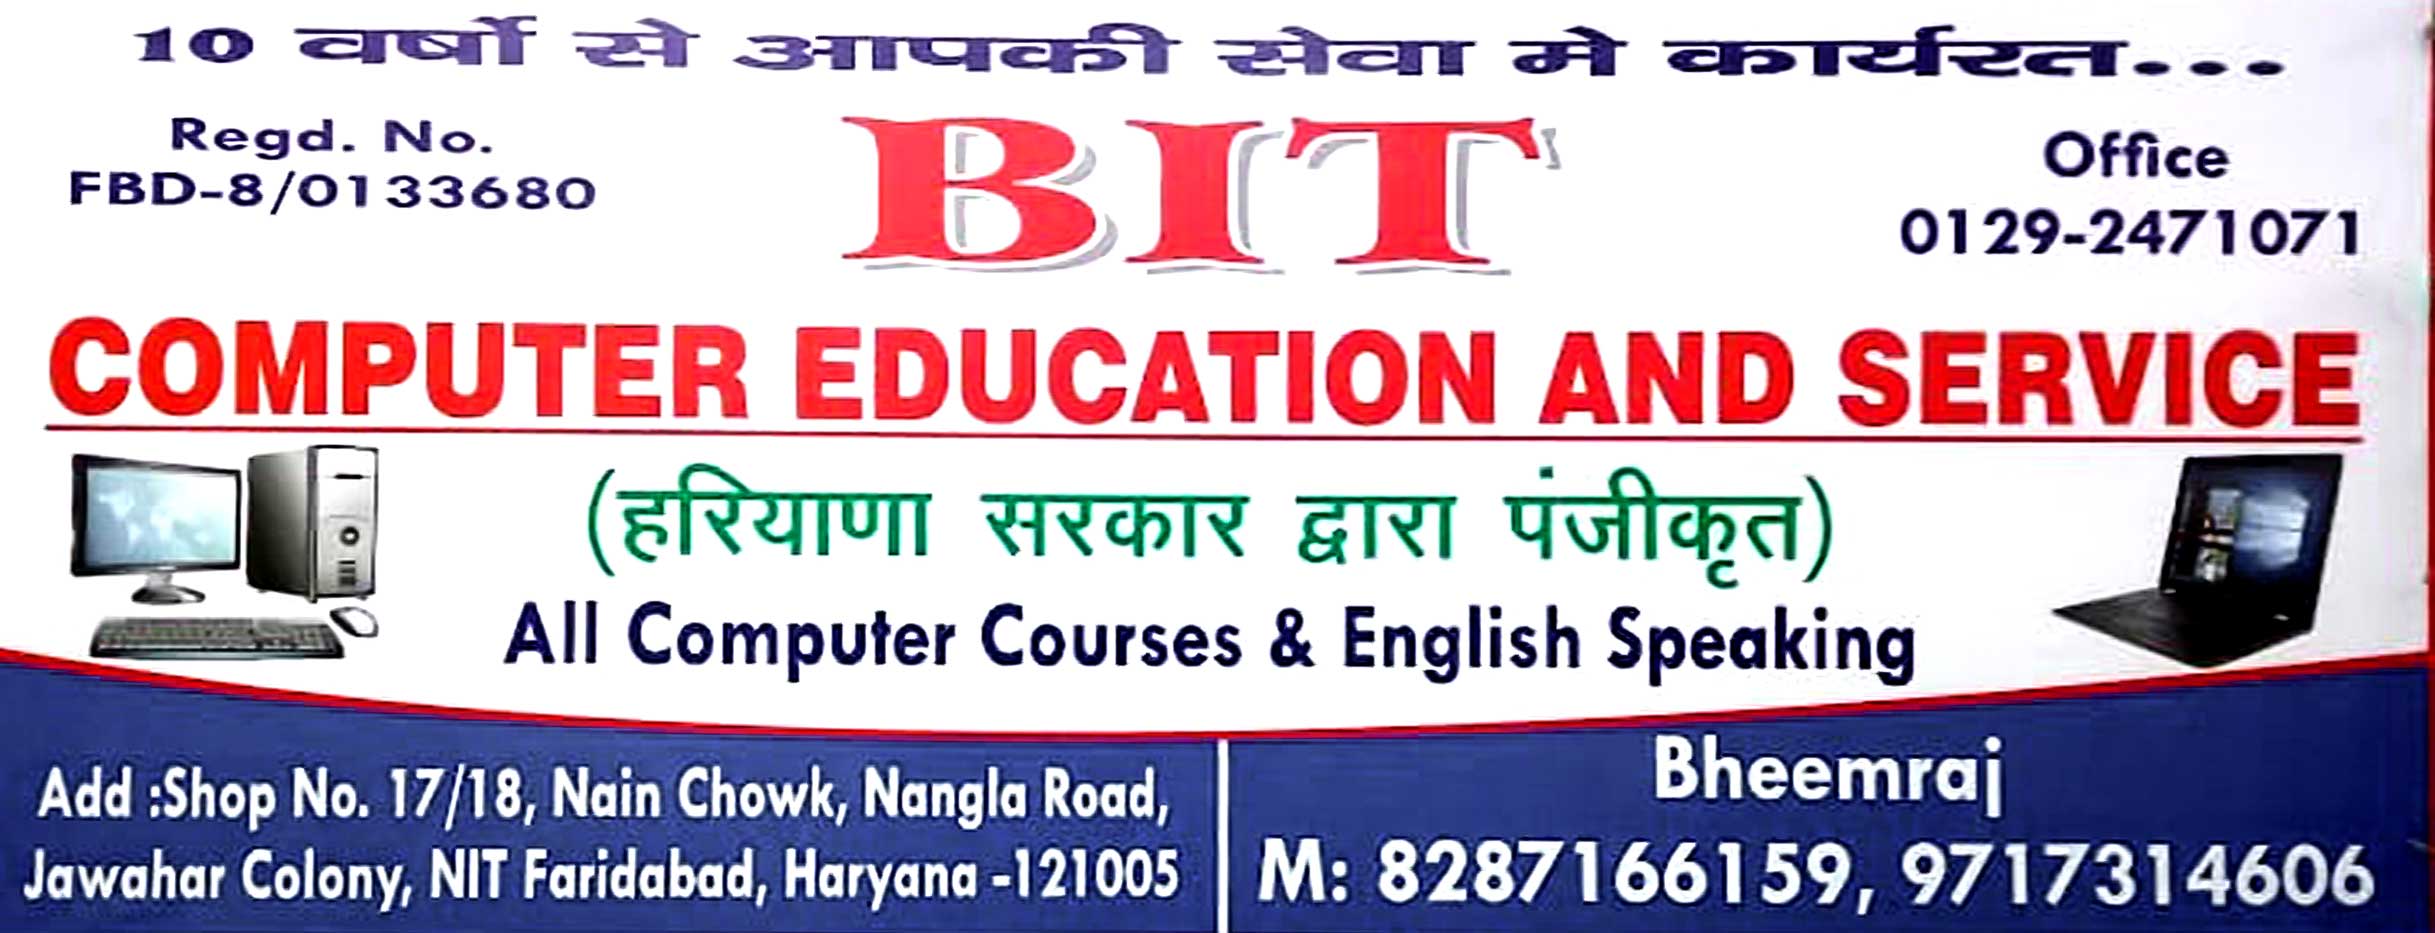 10 वर्षो से आपकी सेवा मे कार्यरत...
Regd. No.
FBD-8/0133680
BIT
Office
0129-2471071
COMPUTER EDUCATION AND SERVICE
(हरियाणा सरकार द्वारा पंजीकृत)
All Computer Courses & English Speaking
Add :Shop No. 17/18, Nain Chowk, Nangla Road,
Jawahar Colony, NIT Faridabad, Haryana -121005
Bheemraj
M: 8287166159, 9717314606